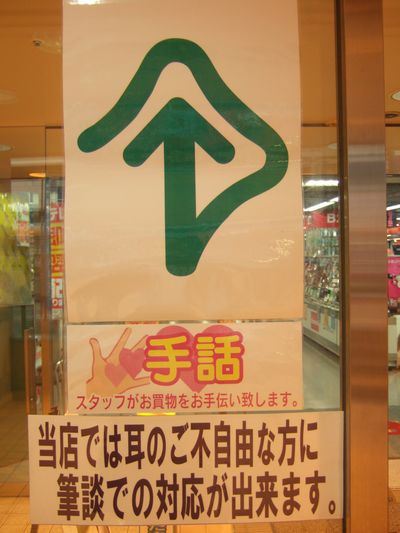 手話
スタッフがお買物をお手伝い致します。
当店では耳のご不自由な方に
筆談での対応が出来ます。